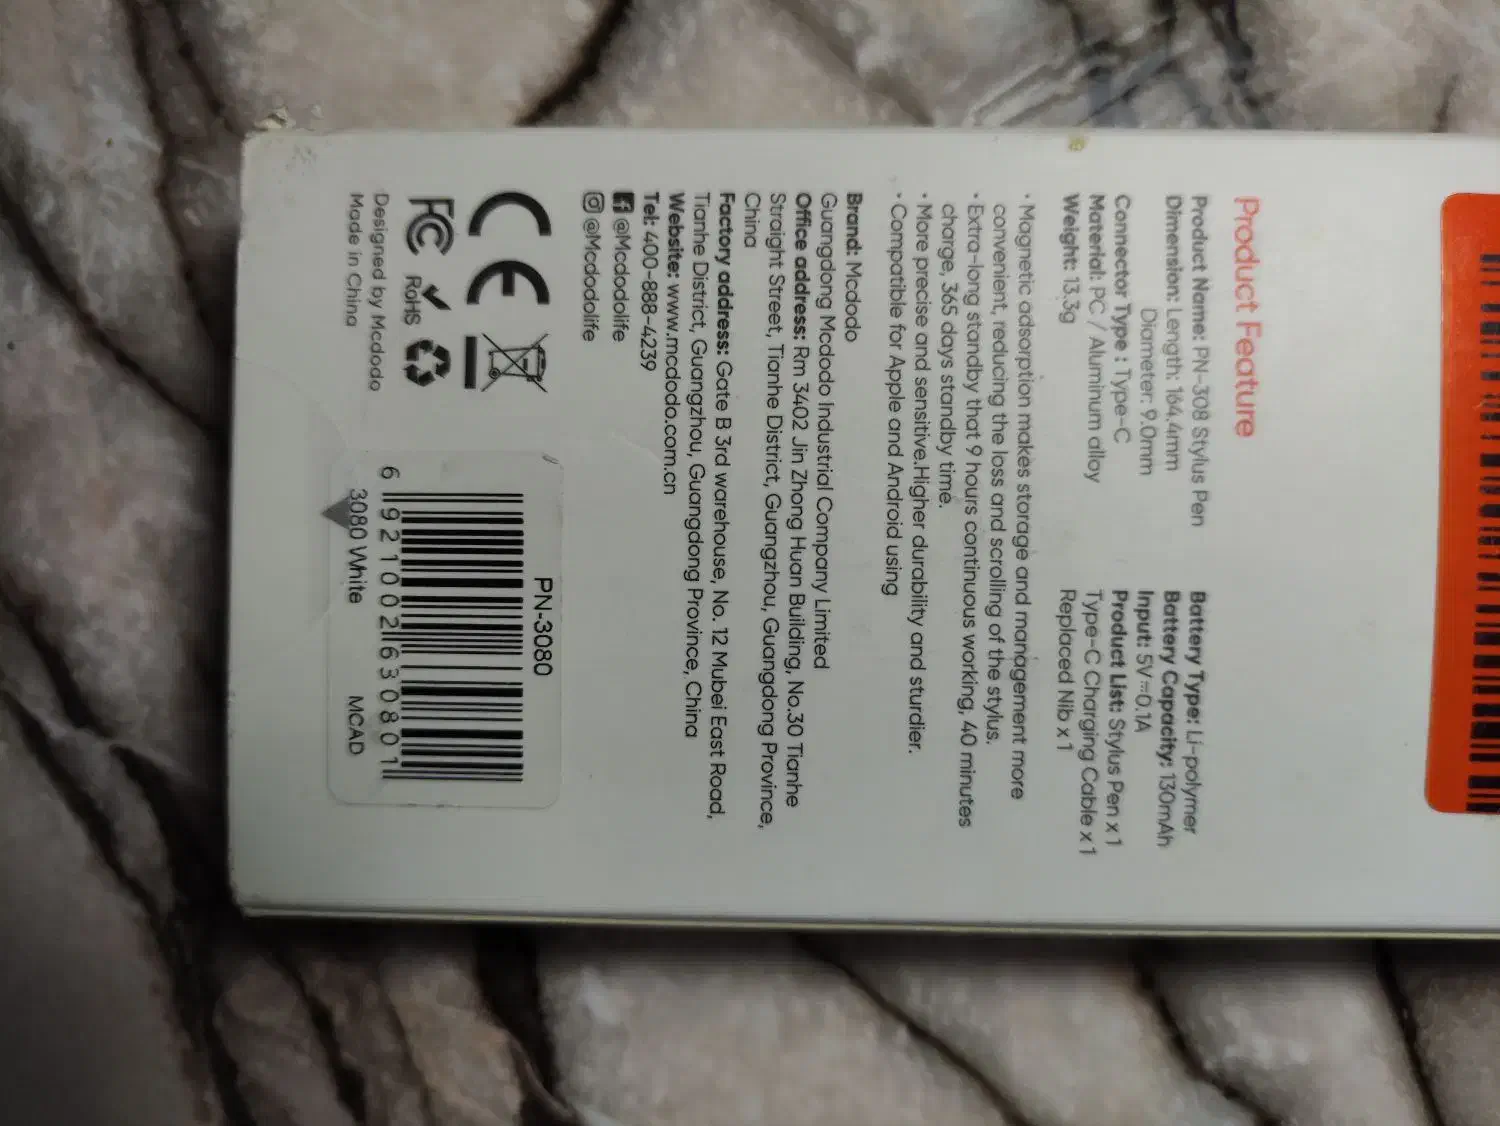 Product Feature
Product Name: PN-308 Stylus Pen
Dimension: Length: 164.4mm
Diameter: 9.0mm
Connector Type : Type-C
Material: PC / Aluminum alloy
Weight: 13.3g
Battery Type: Li-polymer
Battery Capacity: 130mAh
Input: 5V⎓0.1A
Product List: Stylus Pen x 1
Type-C Charging Cable x 1
Replaced Nib x 1
· Magnetic adsorption makes storage and management more
convenient, reducing the loss and scrolling of the stylus.
· Extra-long standby that 9 hours continuous working, 40 minutes
charge, 365 days standby time.
· More precise and sensitive.Higher durability and sturdier.
· Compatible for Apple and Android using
Brand: Mcdodo
Guangdong Mcdodo Industrial Company Limited
Office address: Rm 3402 Jin Zhong Huan Building, No.30 Tianhe
Straight Street, Tianhe District, Guangzhou, Guangdong Province,
China
Factory address: Gate B 3rd warehouse, No. 12 Mubei East Road,
Tianhe District, Guangzhou, Guangdong Province, China
Website: www.mcdodo.com.cn
Tel: 400-888-4239
@Mcdodolife
@Mcdodolife
CE
FC RoHS
Designed by Mcdodo
Made in China
PN-3080
6 921002 630801
3080 White MCAD